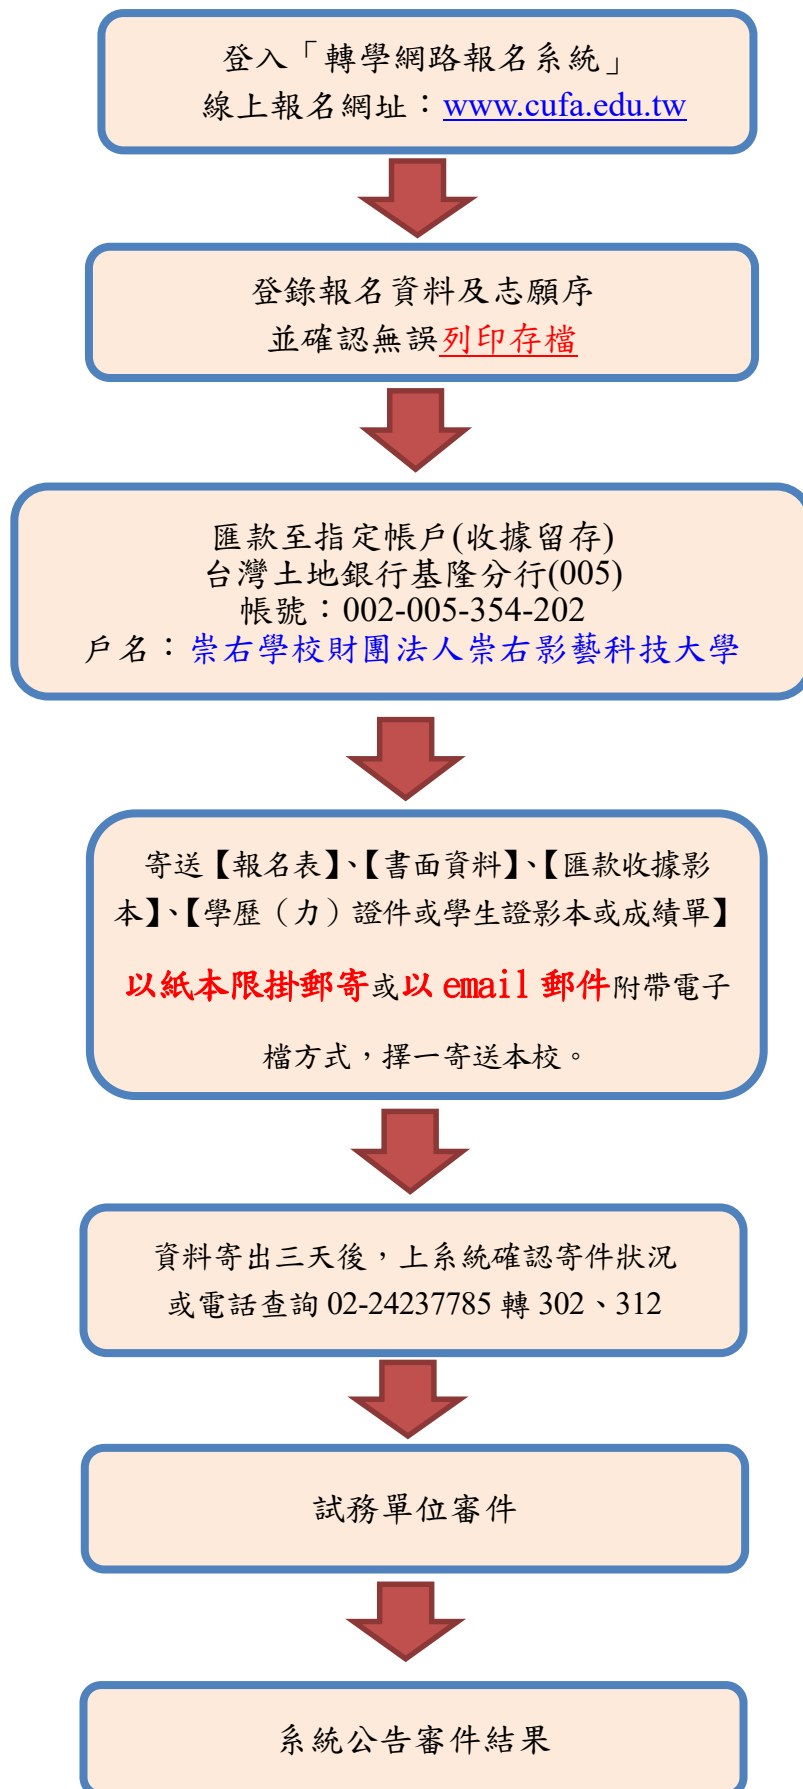 登入「轉學網路報名系統」
線上報名網址：www.cufa.edu.tw
登錄報名資料及志願序
並確認無誤列印存檔
匯款至指定帳戶(收據留存)
台灣土地銀行基隆分行(005)
帳號：002-005-354-202
戶名：崇右學校財團法人崇右影藝科技大學
寄送【報名表】、【書面資料】、【匯款收據影
本】、【學歷（力）證件或學生證影本或成績單】
以紙本限掛郵寄或以 email 郵件附帶電子
檔方式，擇一寄送本校。
資料寄出三天後，上系統確認寄件狀況
或電話查詢 02-24237785 轉 302、312
試務單位審件
系統公告審件結果